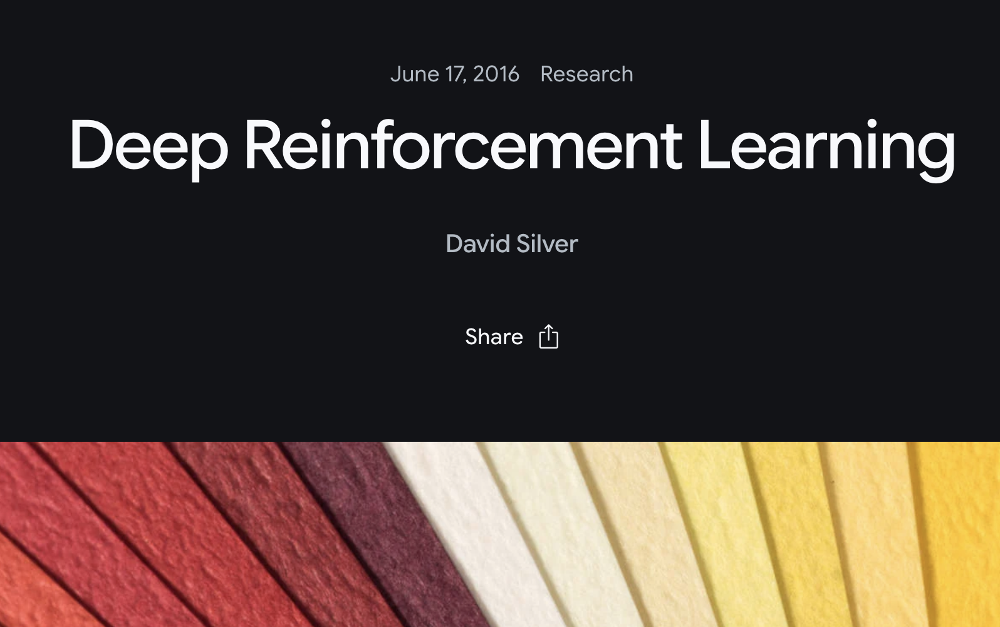 June 17, 2016 Research
Deep Reinforcement Learning
David Silver
Share